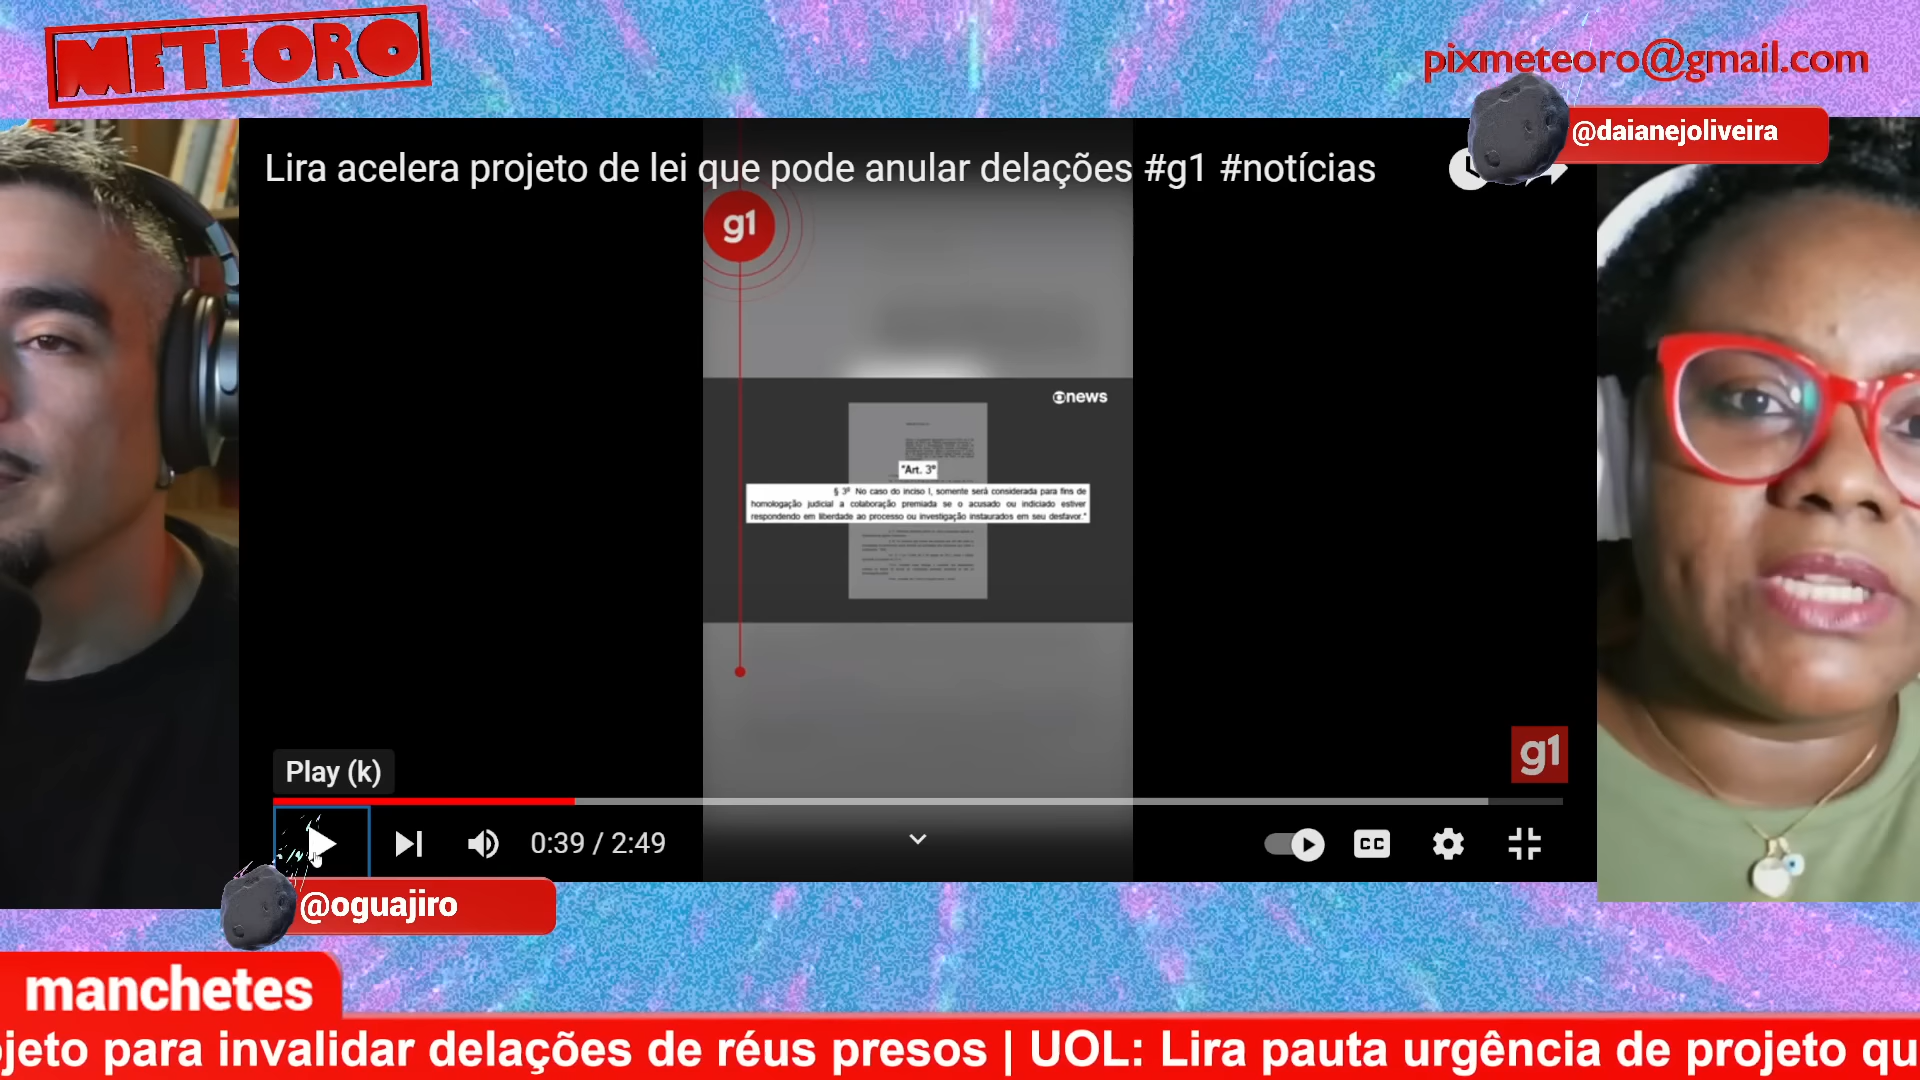 METEORO
pixmeteoro@gmail.com
@daianejoliveira
Lira acelera projeto de lei que pode anular delações #g1 #notícias
g1
news
"Art. 3º
§ 3º No caso do inciso I, somente será considerada para fins de
homologação judicial a colaboração premiada se o acusado ou indiciado estiver
respondendo em liberdade ao processo ou investigação instaurados em seu desfavor."
g1
Play (k)
0:39 / 2:49
CC
@oguajiro
manchetes
jeto para invalidar delações de réus presos | UOL: Lira pauta urgência de projeto qu